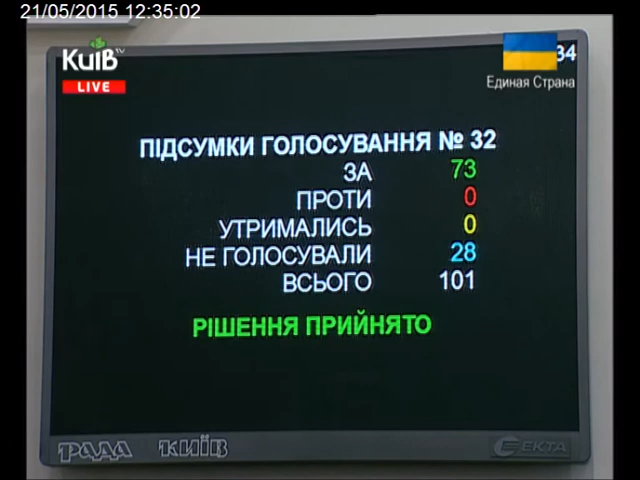 21/05/2015 12:35:02
КиїВ tv
34
LIVE
Единая Страна
ПІДСУМКИ ГОЛОСУВАННЯ № 32
ЗА 73
ПРОТИ 0
УТРИМАЛИСЬ 0
НЕ ГОЛОСУВАЛИ 28
ВСЬОГО 101
РІШЕННЯ ПРИЙНЯТО
РАДА КИЇВ
ЕКТА